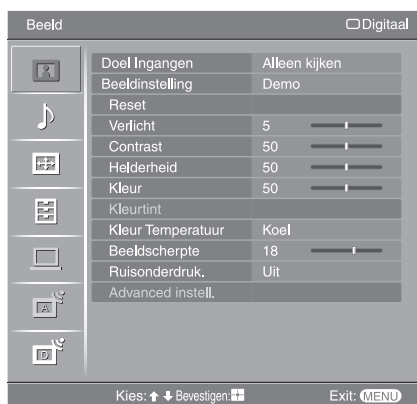 Beeld Digitaal
Doel Ingangen Alleen kijken
Beeldinstelling Demo
Reset
Verlicht 5
Contrast 50
Helderheid 50
Kleur 50
Kleurtint
Kleur Temperatuur Koel
Beeldscherpte 18
Ruisonderdruk. Uit
Advanced instell.
A
D
Kies: Bevestigen: Exit: MENU